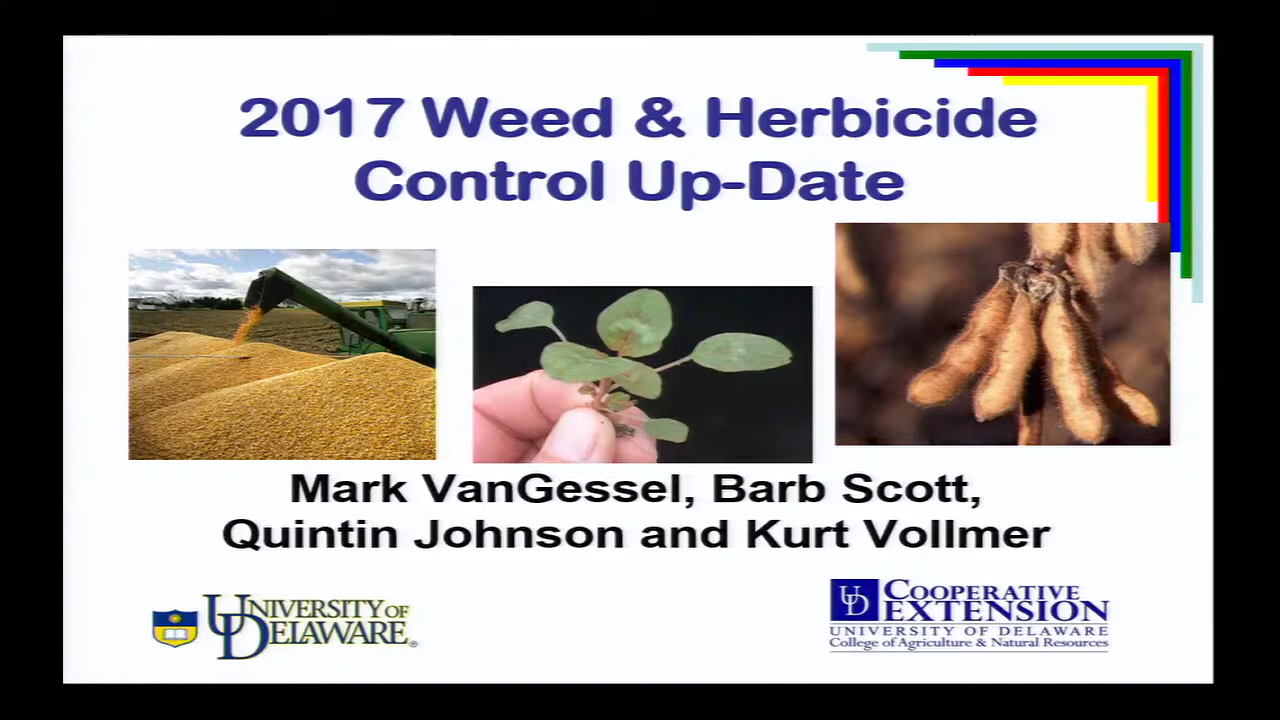 2017 Weed & Herbicide
Control Up-Date
Mark VanGessel, Barb Scott,
Quintin Johnson and Kurt Vollmer
UNIVERSITY OF
DELAWARE®
UD
COOPERATIVE
EXTENSION
UNIVERSITY OF DELAWARE
College of Agriculture & Natural Resources